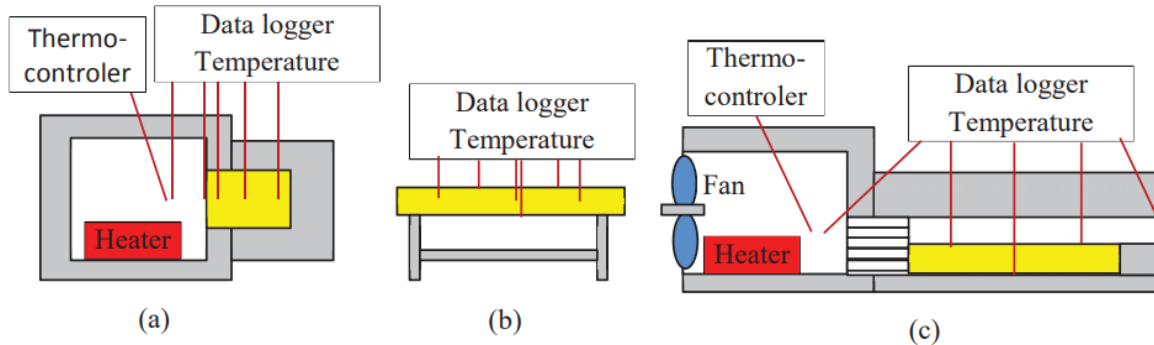 Thermo-
controler
Data logger
Temperature
Heater
(a)
Data logger
Temperature
(b)
Thermo-
controler
Data logger
Temperature
Fan
Heater
(c)